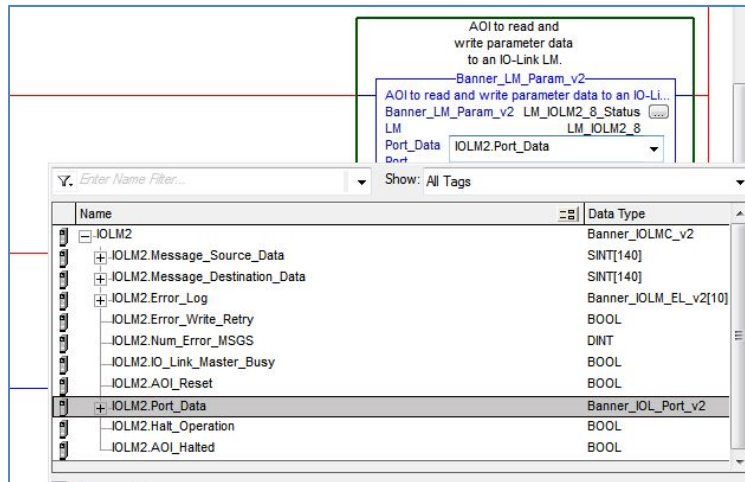 AOI to read and
write parameter data
to an IO-Link LM.
Banner_LM_Param_v2
AOI to read and write parameter data to an IO-Li...
Banner_LM_Param_v2 LM_IOLM2_8_Status ...
LM LM_IOLM2_8
Port_Data IOLM2.Port_Data
Port
Enter Name Filter... Show: All Tags
Name Data Type
IOLM2 Banner_IOLMC_v2
IOLM2.Message_Source_Data SINT[140]
IOLM2.Message_Destination_Data SINT[140]
IOLM2.Error_Log Banner_IOLM_EL_v2[10]
IOLM2.Error_Write_Retry BOOL
IOLM2.Num_Error_MSGS DINT
IOLM2.IO_Link_Master_Busy BOOL
IOLM2.AOI_Reset BOOL
IOLM2.Port_Data Banner_IOL_Port_v2
IOLM2.Halt_Operation BOOL
IOLM2.AOI_Halted BOOL